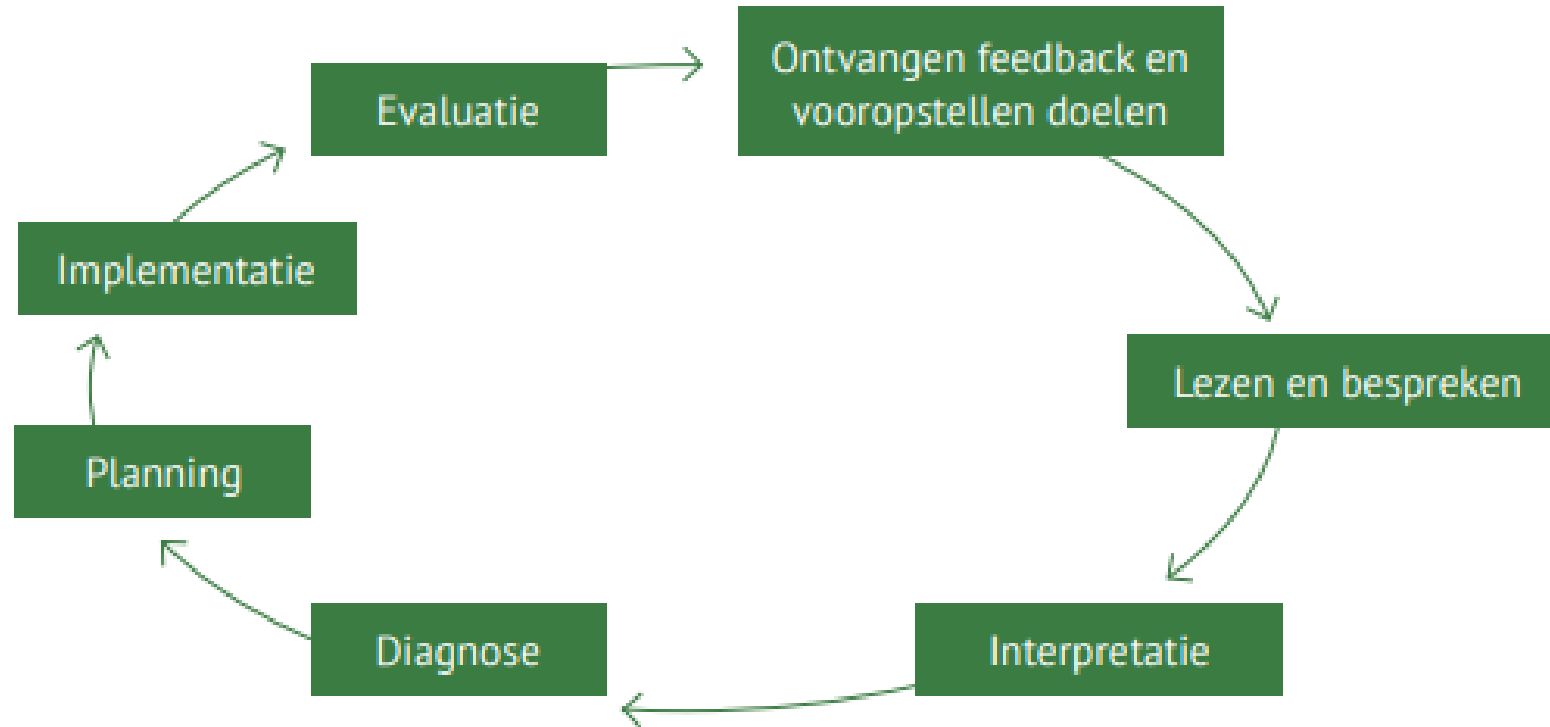 Ontvangen feedback en
vooropstellen doelen
Lezen en bespreken
Interpretatie
Diagnose
Planning
Implementatie
Evaluatie